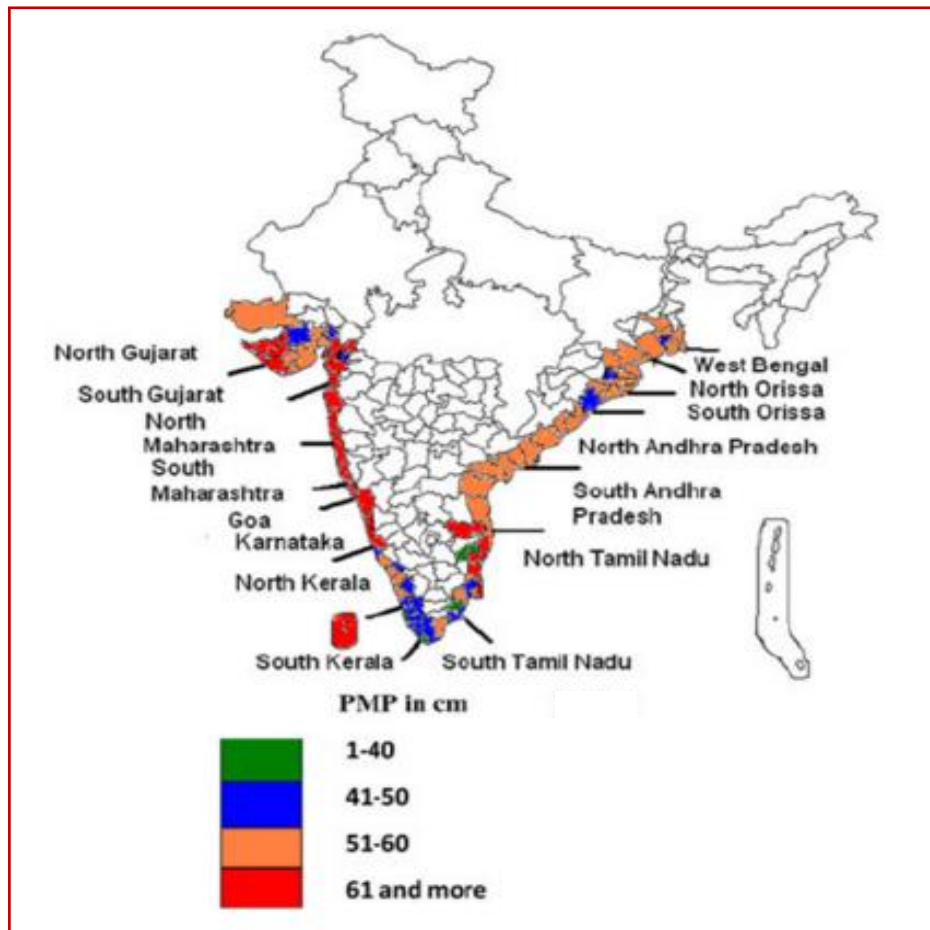 North Gujarat
South Gujarat
North
Maharashtra
South
Maharashtra
Goa
Karnataka
North Kerala
South Kerala
West Bengal
North Orissa
South Orissa
North Andhra Pradesh
South Andhra
Pradesh
North Tamil Nadu
South Tamil Nadu
PMP in cm
1-40
41-50
51-60
61 and more